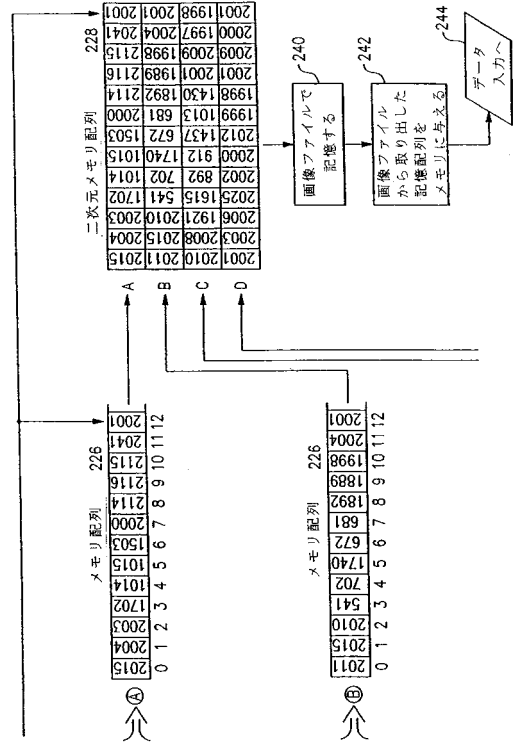 メモリ配列 226
Ⓐ
2015 2004 2003 1702 1014 1015 1503 2000 2114 2116 2115 2041 2001
0 1 2 3 4 5 6 7 8 9 10 11 12
メモリ配列 226
Ⓑ
2011 2015 2010 541 702 1740 672 681 1892 1889 1998 2004 2001
0 1 2 3 4 5 6 7 8 9 10 11 12
二次元メモリ配列 228
A 2015 2004 2003 1702 1014 1015 1503 2000 2114 2116 2115 2041 2001
B 2011 2015 2010 541 702 1740 672 681 1892 1989 1998 2004 2001
C 2010 2008 1921 1615 892 912 1437 1013 1430 2001 2009 1997 1998
D 2001 2003 2006 2025 2002 2000 2012 1999 1998 2001 2009 2000 2001
240
画像ファイルで
記憶する
242
画像ファイル
から取り出した
記憶配列を
メモリに与える
244
データ
入力へ